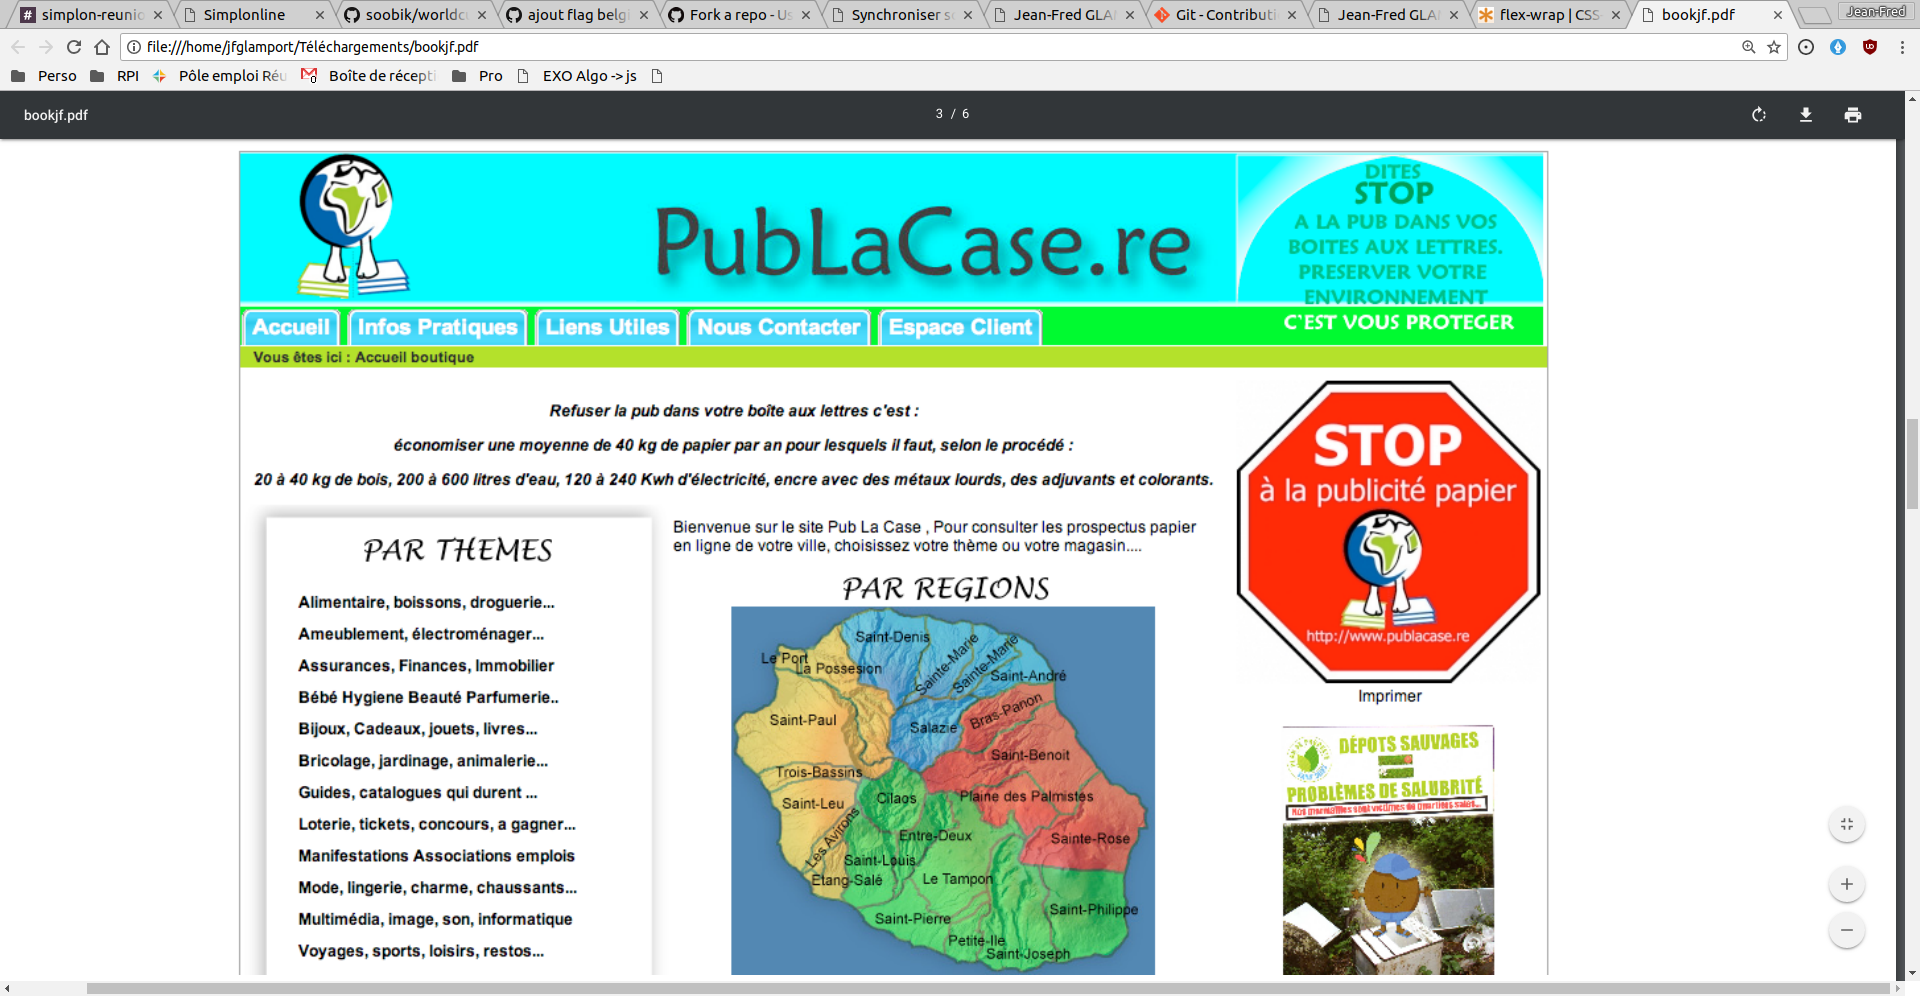 simplon-reunio
Simplonline
soobik/worldc
ajout flag belg
Fork a repo - Us
Synchroniser s
Jean-Fred GLA
Git - Contributi
Jean-Fred GLA
flex-wrap | CSS
bookjf.pdf
Jean-Fred
file:///home/jfglamport/Téléchargements/bookjf.pdf
Perso
RPI
Pôle emploi Réu
Boîte de récepti
Pro
EXO Algo -> js
bookjf.pdf
3 / 6
PubLaCase.re
DITES
STOP
A LA PUB DANS VOS
BOITES AUX LETTRES.
PRESERVER VOTRE
ENVIRONNEMENT
C'EST VOUS PROTEGER
Accueil
Infos Pratiques
Liens Utiles
Nous Contacter
Espace Client
Vous êtes ici : Accueil boutique
Refuser la pub dans votre boîte aux lettres c'est :
économiser une moyenne de 40 kg de papier par an pour lesquels il faut, selon le procédé :
20 à 40 kg de bois, 200 à 600 litres d'eau, 120 à 240 Kwh d'électricité, encre avec des métaux lourds, des adjuvants et colorants.
PAR THEMES
Alimentaire, boissons, droguerie...
Ameublement, électroménager...
Assurances, Finances, Immobilier
Bébé Hygiene Beauté Parfumerie..
Bijoux, Cadeaux, jouets, livres...
Bricolage, jardinage, animalerie...
Guides, catalogues qui durent ...
Loterie, tickets, concours, a gagner...
Manifestations Associations emplois
Mode, lingerie, charme, chaussants...
Multimédia, image, son, informatique
Voyages, sports, loisirs, restos...
Bienvenue sur le site Pub La Case , Pour consulter les prospectus papier
en ligne de votre ville, choisissez votre thème ou votre magasin....
PAR REGIONS
Saint-Denis
Le Port
La Possesion
Sainte-Marie
Sainte-Marie
Saint-André
Saint-Paul
Salazie
Bras-Panon
Saint-Benoit
Trois-Bassins
Saint-Leu
Cilaos
Plaine des Palmistes
Les Avirons
Entre-Deux
Sainte-Rose
Saint-Louis
Etang-Salé
Le Tampon
Saint-Pierre
Saint-Philippe
Petite-Ile
Saint-Joseph
STOP
à la publicité papier
http://www.publacase.re
Imprimer
DÉPOTS SAUVAGES
PROBLÈMES DE SALUBRITÉ